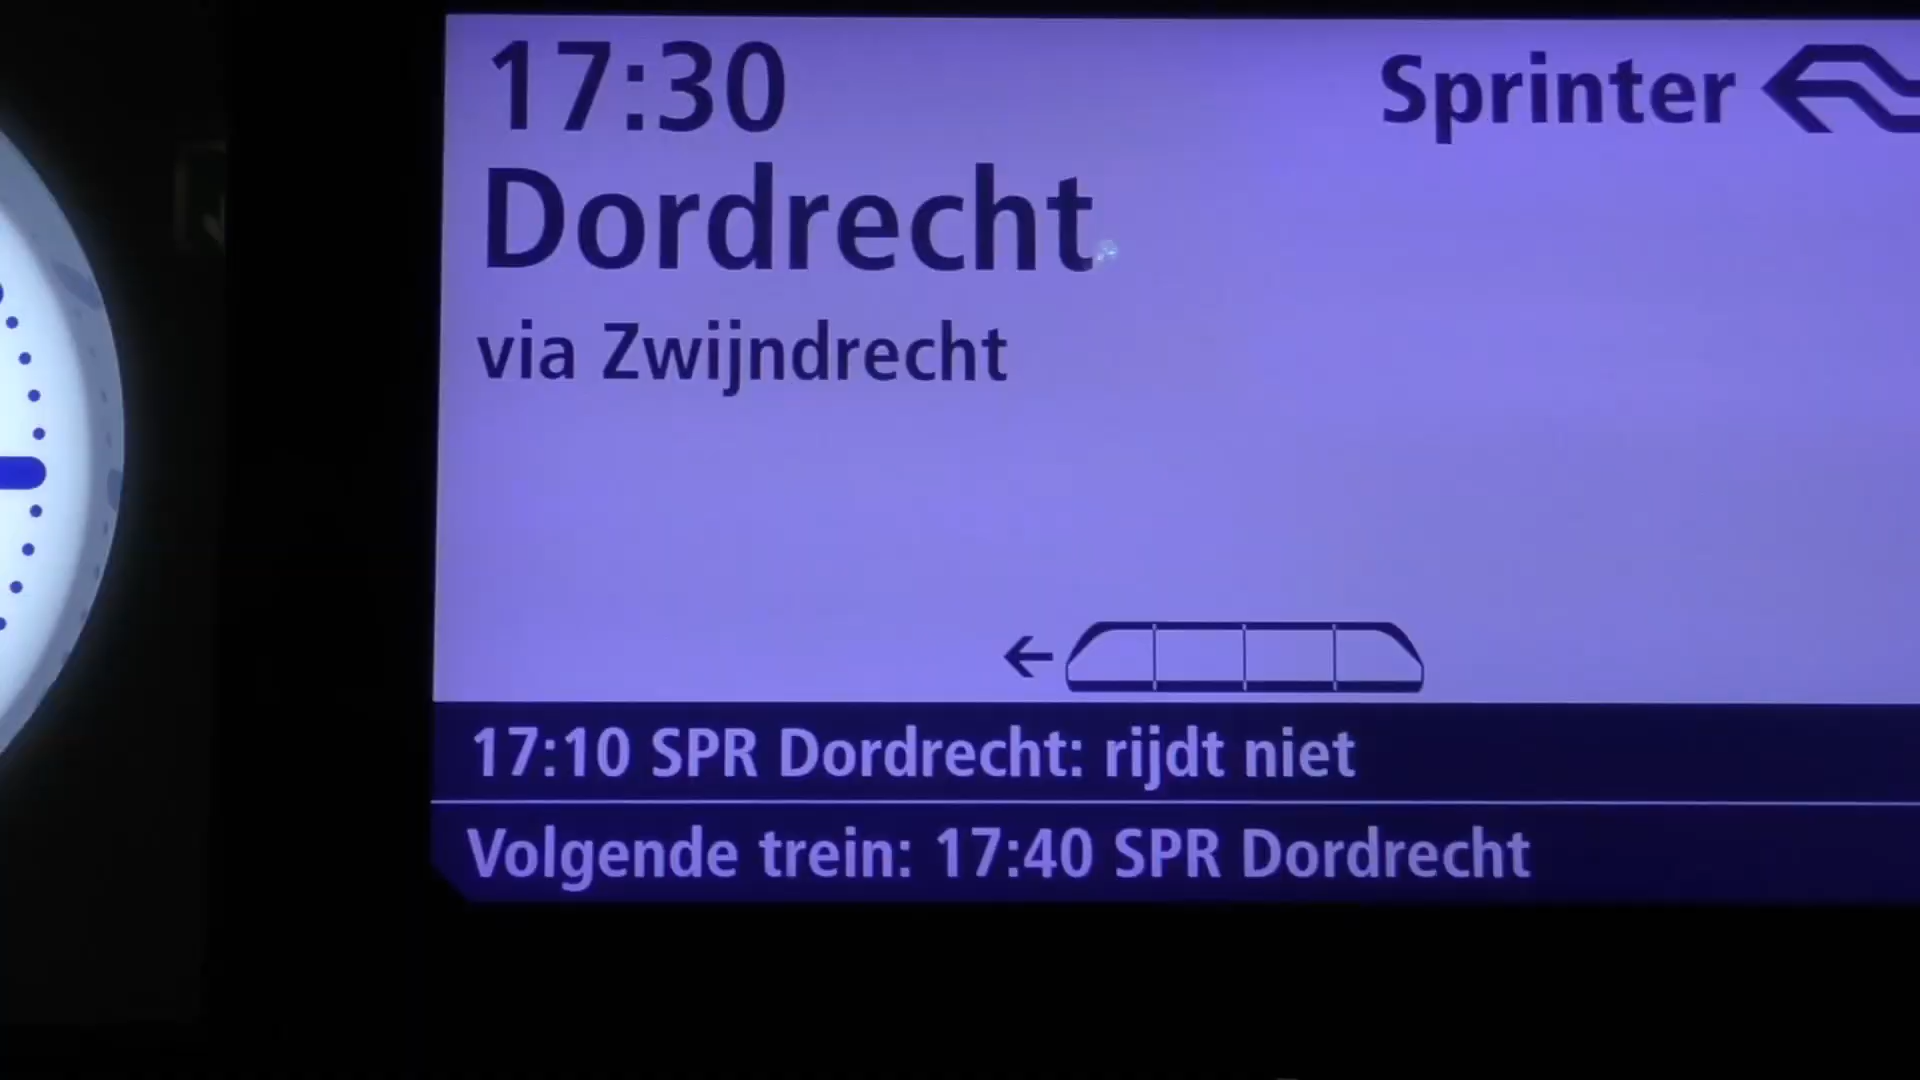 17:30
Sprinter
Dordrecht
via Zwijndrecht
17:10 SPR Dordrecht: rijdt niet
Volgende trein: 17:40 SPR Dordrecht